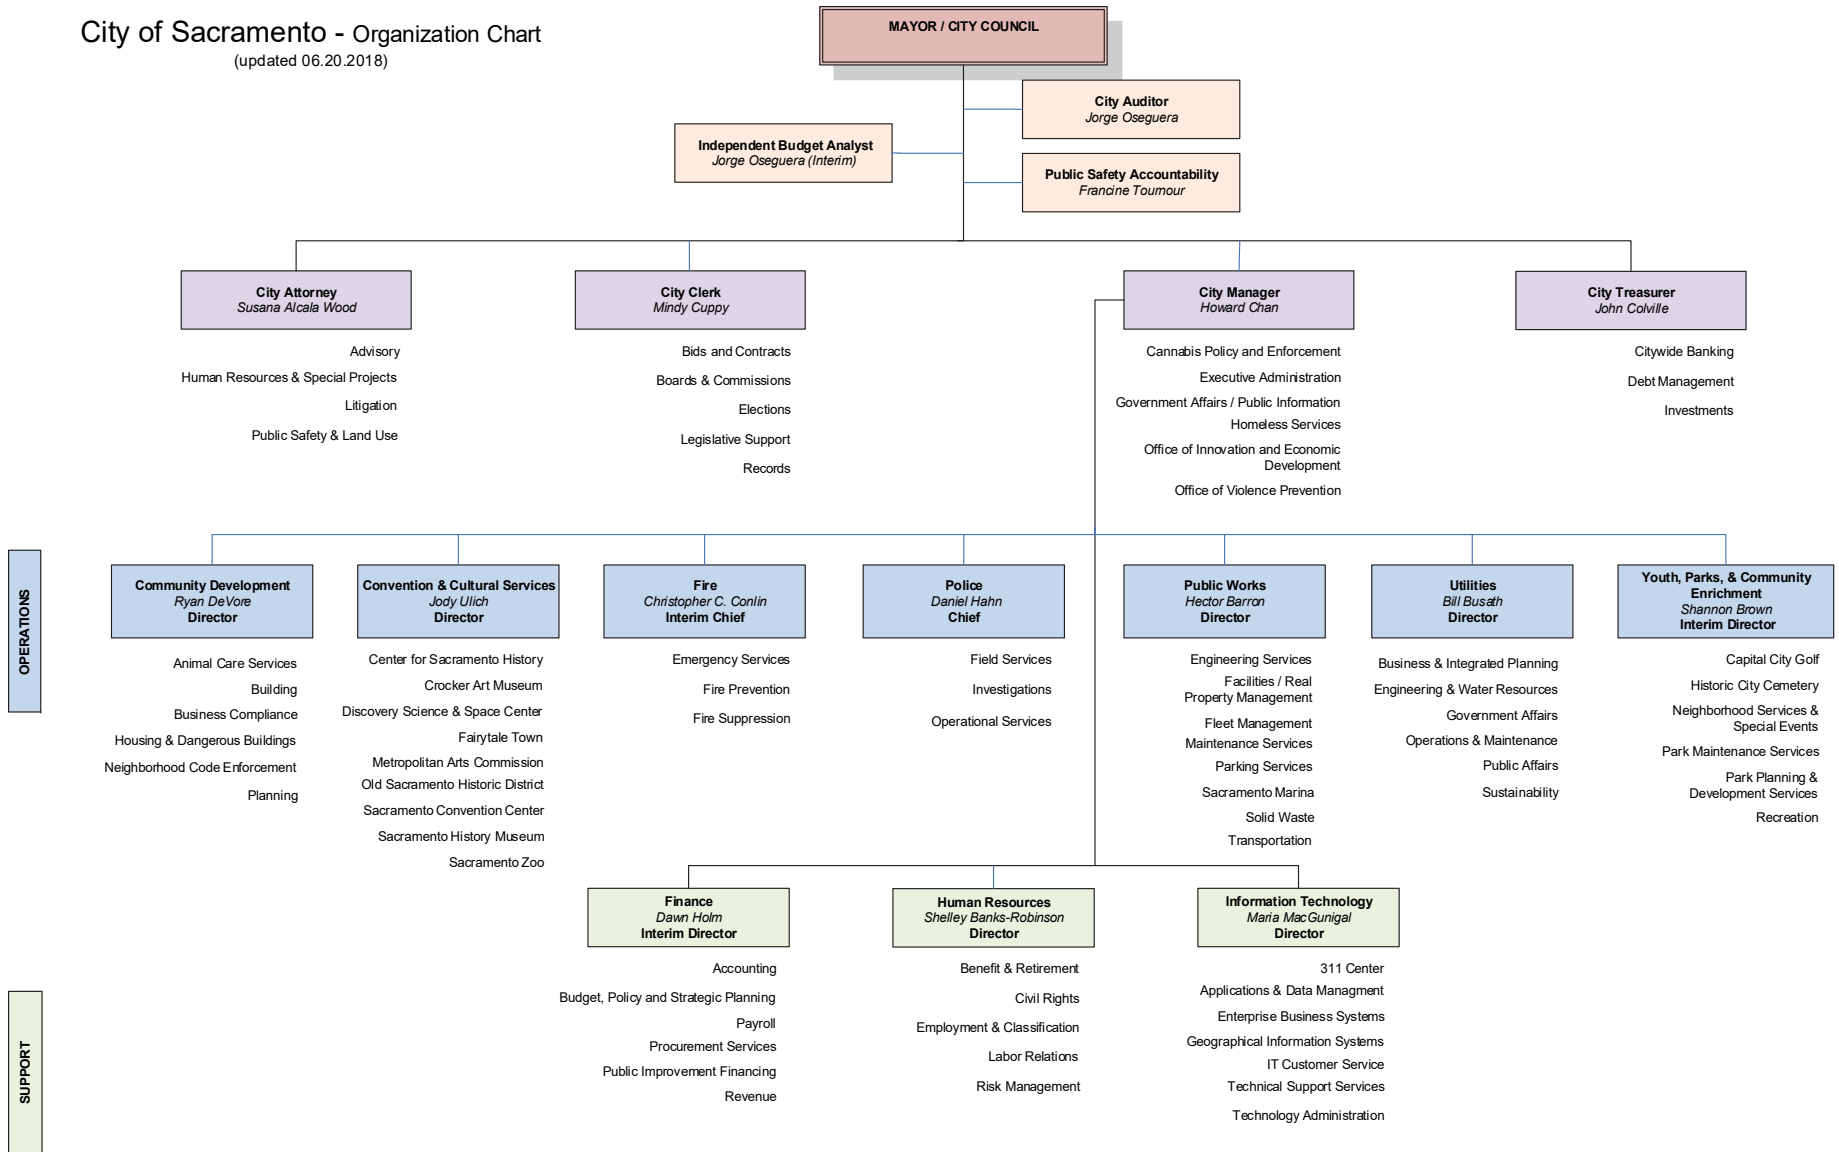 City of Sacramento - Organization Chart
(updated 06.20.2018)
MAYOR / CITY COUNCIL
City Auditor
Jorge Oseguera
Independent Budget Analyst
Jorge Oseguera (Interim)
Public Safety Accountability
Francine Tournour
City Attorney
Susana Alcala Wood
Advisory
Human Resources & Special Projects
Litigation
Public Safety & Land Use
City Clerk
Mindy Cuppy
Bids and Contracts
Boards & Commissions
Elections
Legislative Support
Records
City Manager
Howard Chan
Cannabis Policy and Enforcement
Executive Administration
Government Affairs / Public Information
Homeless Services
Office of Innovation and Economic
Development
Office of Violence Prevention
City Treasurer
John Colville
Citywide Banking
Debt Management
Investments
OPERATIONS
Community Development
Ryan DeVore
Director
Animal Care Services
Building
Business Compliance
Housing & Dangerous Buildings
Neighborhood Code Enforcement
Planning
Convention & Cultural Services
Jody Ulich
Director
Center for Sacramento History
Crocker Art Museum
Discovery Science & Space Center
Fairytale Town
Metropolitan Arts Commission
Old Sacramento Historic District
Sacramento Convention Center
Sacramento History Museum
Sacramento Zoo
Fire
Christopher C. Conlin
Interim Chief
Emergency Services
Fire Prevention
Fire Suppression
Police
Daniel Hahn
Chief
Field Services
Investigations
Operational Services
Public Works
Hector Barron
Director
Engineering Services
Facilities / Real
Property Management
Fleet Management
Maintenance Services
Parking Services
Sacramento Marina
Solid Waste
Transportation
Utilities
Bill Busath
Director
Business & Integrated Planning
Engineering & Water Resources
Government Affairs
Operations & Maintenance
Public Affairs
Sustainability
Youth, Parks, & Community
Enrichment
Shannon Brown
Interim Director
Capital City Golf
Historic City Cemetery
Neighborhood Services &
Special Events
Park Maintenance Services
Park Planning &
Development Services
Recreation
SUPPORT
Finance
Dawn Holm
Interim Director
Accounting
Budget, Policy and Strategic Planning
Payroll
Procurement Services
Public Improvement Financing
Revenue
Human Resources
Shelley Banks-Robinson
Director
Benefit & Retirement
Civil Rights
Employment & Classification
Labor Relations
Risk Management
Information Technology
Maria MacGunigal
Director
311 Center
Applications & Data Managment
Enterprise Business Systems
Geographical Information Systems
IT Customer Service
Technical Support Services
Technology Administration